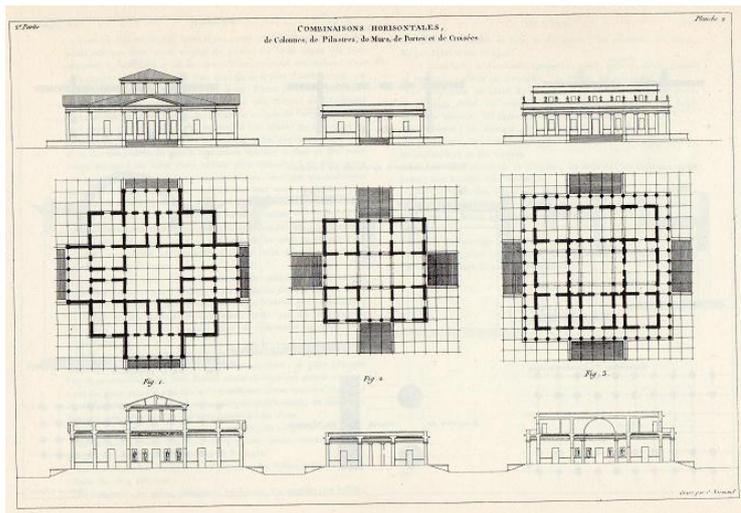 2e Partie
COMBINAISONS HORISONTALES,
Planche 2
de Colonnes, de Pilastres, de Murs, de Portes et de Croisées
Fig. 1.
Fig. 2
Fig. 3.